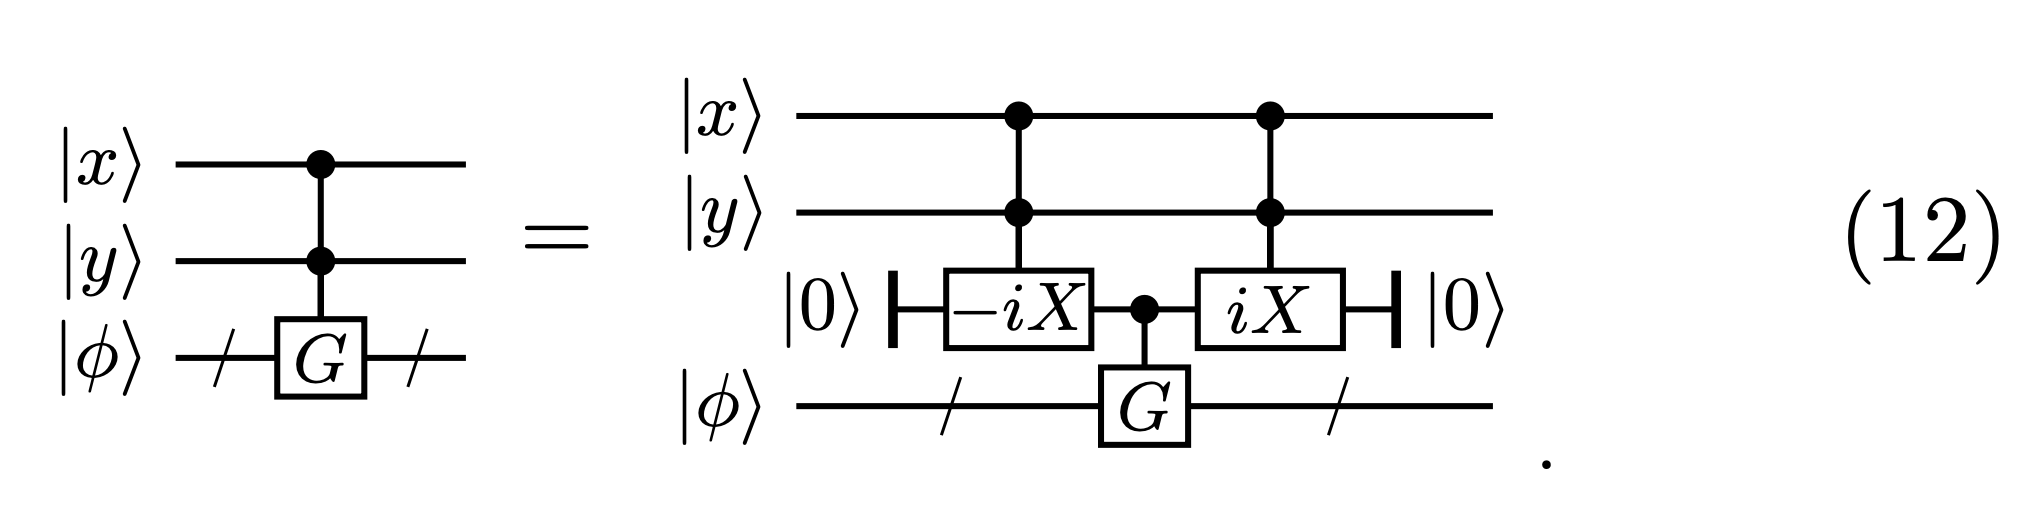 |x⟩
|x⟩
|y⟩
|y⟩
= (12)
|0⟩ −iX iX |0⟩
|ϕ⟩ G
|ϕ⟩ G
.